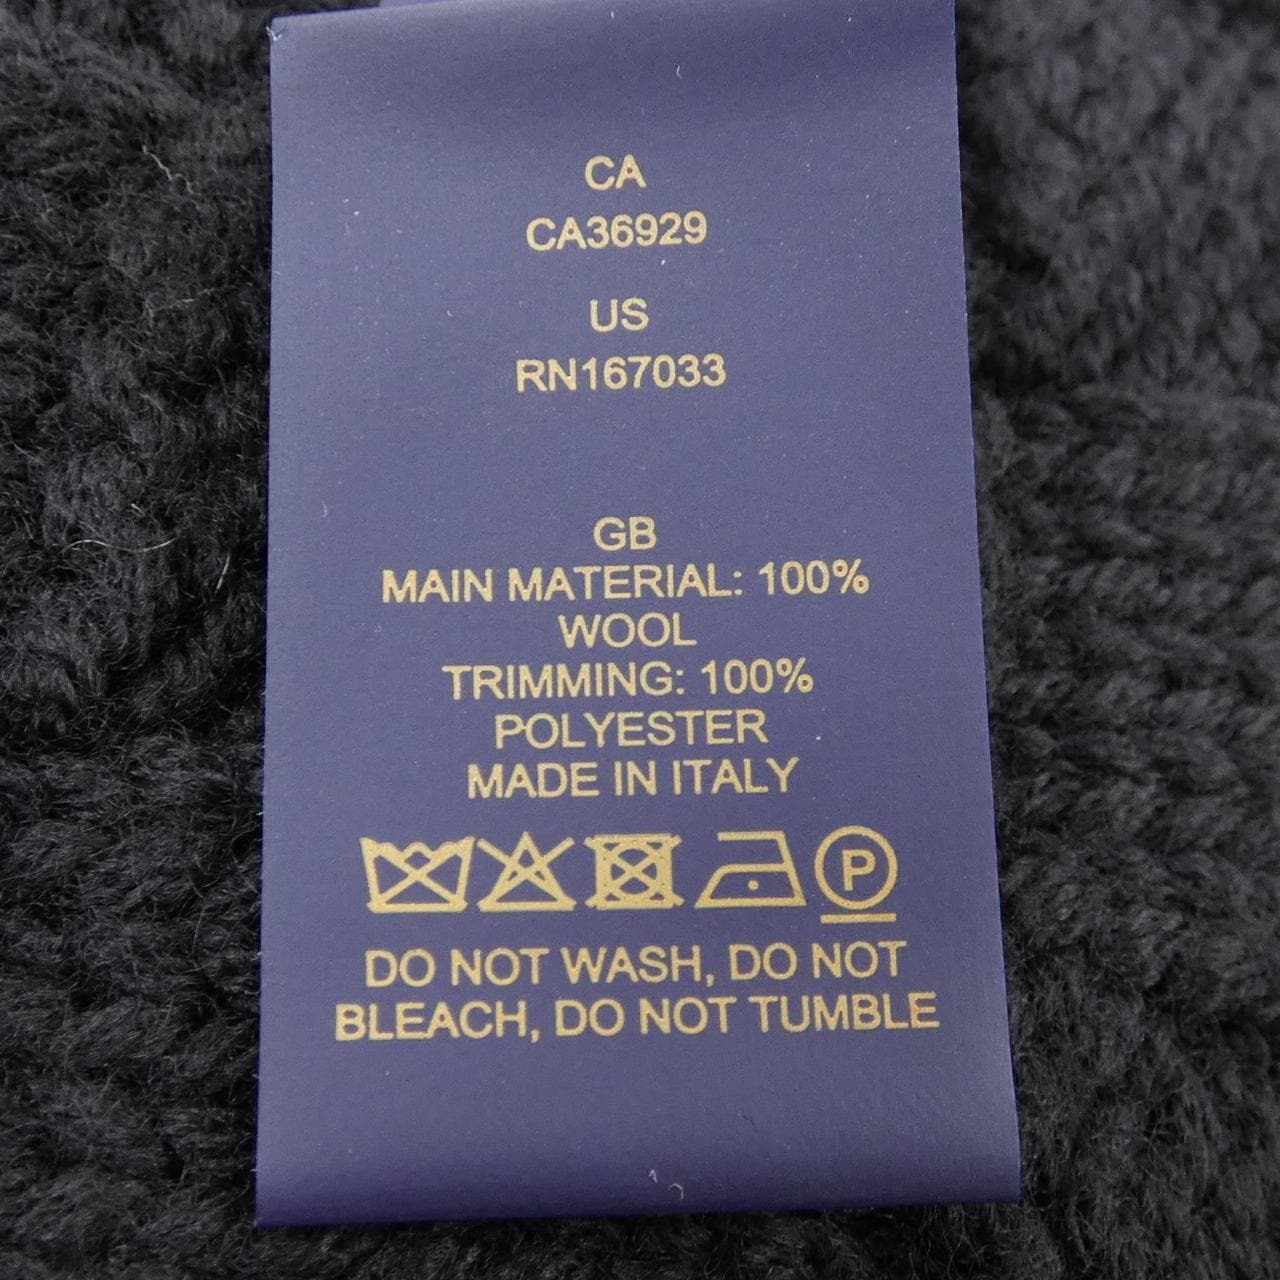 CA
CA36929
US
RN167033
GB
MAIN MATERIAL: 100%
WOOL
TRIMMING: 100%
POLYESTER
MADE IN ITALY
P
DO NOT WASH, DO NOT
BLEACH, DO NOT TUMBLE